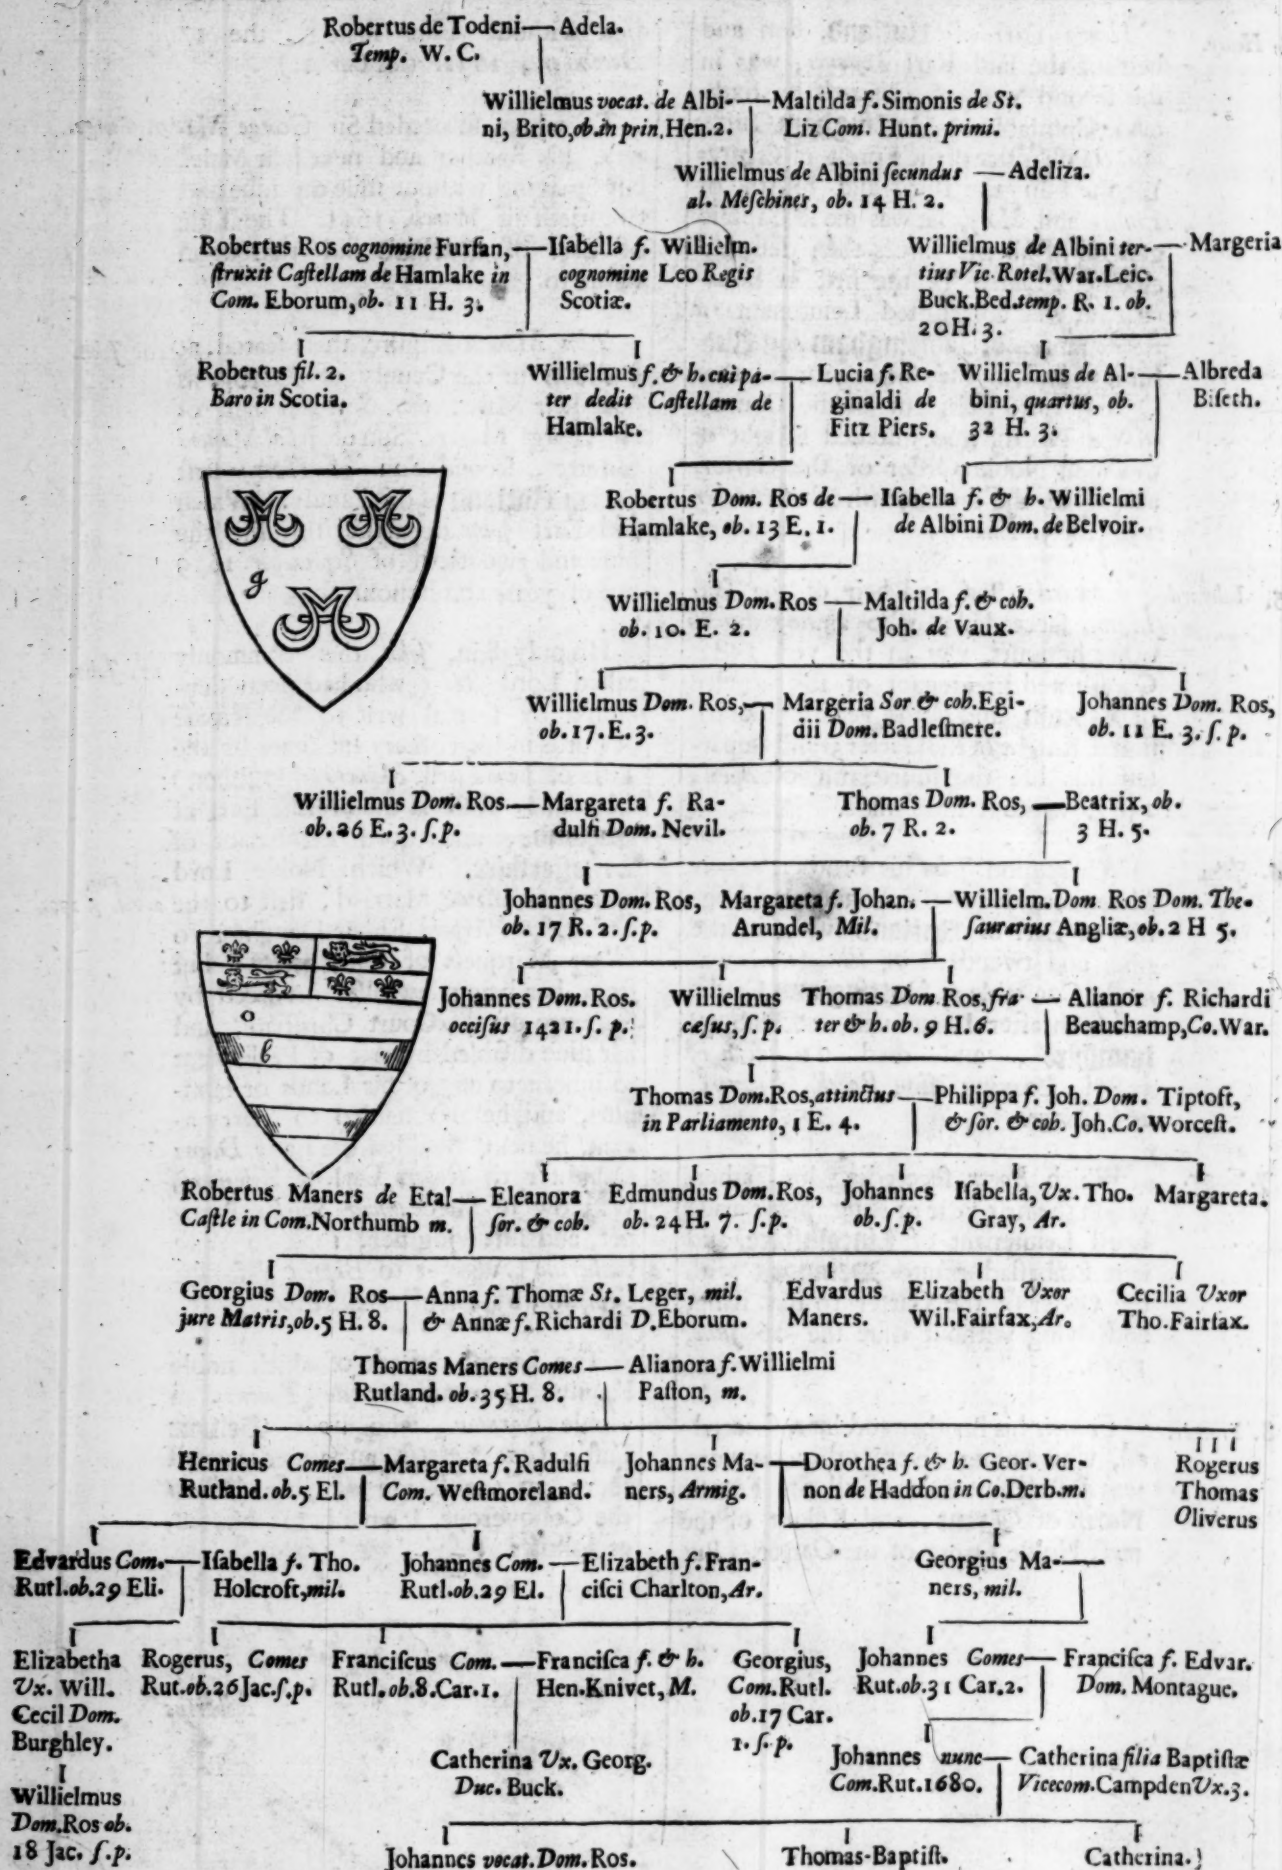 Robertus de Todeni — Adela.
Temp. W. C.
Willielmus vocat. de Albi- — Maltilda f. Simonis de St.
ni, Brito, ob. in prin. Hen. 2. Liz Com. Hunt. primi.
Willielmus de Albini ſecundus — Adeliza.
al. Meſchines, ob. 14 H. 2.
Robertus Ros cognomine Furſan, — Iſabella f. Willielm.
ſtruxit Caſtellam de Hamlake in cognomine Leo Regis
Com. Eborum, ob. 11 H. 3. Scotiæ.
Willielmus de Albini ter- — Margeria
tius Vic. Rotel. War. Leic.
Buck. Bed. temp. R. 1. ob.
20 H. 3.
Robertus fil. 2.
Baro in Scotia.
Willielmus f. & h. cui pa- — Lucia f. Re-
ter dedit Caſtellam de ginaldi de
Hamlake. Fitz Piers.
Willielmus de Al- — Albreda
bini, quartus, ob. Biſeth.
32 H. 3.
Robertus Dom. Ros de — Iſabella f. & h. Willielmi
Hamlake, ob. 13 E. 1. de Albini Dom. de Belvoir.
g
Willielmus Dom. Ros — Maltilda f. & coh.
ob. 10. E. 2. Joh. de Vaux.
Willielmus Dom. Ros, — Margeria Sor. & coh. Egi-
ob. 17. E. 3. dii Dom. Badleſmere.
Johannes Dom. Ros,
ob. 11 E. 3. ſ. p.
Willielmus Dom. Ros — Margareta f. Ra-
ob. 26 E. 3. ſ. p. dulfi Dom. Nevil.
Thomas Dom. Ros, — Beatrix, ob.
ob. 7 R. 2. 3 H. 5.
Johannes Dom. Ros,
ob. 17 R. 2. ſ. p.
Margareta f. Johan. — Willielm. Dom. Ros Dom. The-
Arundel, Mil. ſaurarius Angliæ, ob. 2 H 5.
Johannes Dom. Ros.
occiſus 1421. ſ. p.
Willielmus
cæſus, ſ. p.
Thomas Dom. Ros, fra- — Alianor f. Richardi
ter & h. ob. 9 H. 6. Beauchamp, Co. War.
o
b
Thomas Dom. Ros, attinctus — Philippa f. Joh. Dom. Tiptoft,
in Parliamento, 1 E. 4. & ſor. & coh. Joh. Co. Worceſt.
Robertus Maners de Etal — Eleanora
Caſtle in Com. Northumb m. ſor. & coh.
Edmundus Dom. Ros,
ob. 24 H. 7. ſ. p.
Johannes
ob. ſ. p.
Iſabella, Ux. Tho.
Gray, Ar.
Margareta.
Georgius Dom. Ros — Anna f. Thomæ St. Leger, mil.
jure Matris, ob. 5 H. 8. & Annæ f. Richardi D. Eborum.
Edvardus
Maners.
Elizabeth Uxor
Wil. Fairfax, Ar.
Cecilia Uxor
Tho. Fairfax.
Thomas Maners Comes — Alianora f. Willielmi
Rutland. ob. 35 H. 8. Paſton, m.
Henricus Comes — Margareta f. Radulfi
Rutland. ob. 5 El. Com. Weſtmoreland.
Johannes Ma- — Dorothea f. & h. Geor. Ver-
ners, Armig. non de Haddon in Co. Derb. m.
Rogerus
Thomas
Oliverus
Edvardus Com. — Iſabella f. Tho.
Rutl. ob. 29 Eli. Holcroft, mil.
Johannes Com. — Elizabeth f. Fran-
Rutl. ob. 29 El. ciſci Charlton, Ar.
Georgius Ma- —
ners, mil.
Elizabetha
Ux. Will.
Cecil Dom.
Burghley.
Rogerus, Comes
Rut. ob. 26 Jac. ſ. p.
Franciſcus Com. — Franciſca f. & h.
Rutl. ob. 8. Car. 1. Hen. Knivet, M.
Georgius,
Com. Rutl.
ob. 17 Car.
1. ſ. p.
Johannes Comes — Franciſca f. Edvar.
Rut. ob. 31 Car. 2. Dom. Montague.
Catherina Ux. Georg.
Duc. Buck.
Johannes nunc — Catherina filia Baptiſtæ
Com. Rut. 1680. Vicecom. Campden Ux. 3.
Willielmus
Dom. Ros ob.
18 Jac. ſ. p.
Johannes vocat. Dom. Ros.
Thomas-Baptiſt.
Catherina.